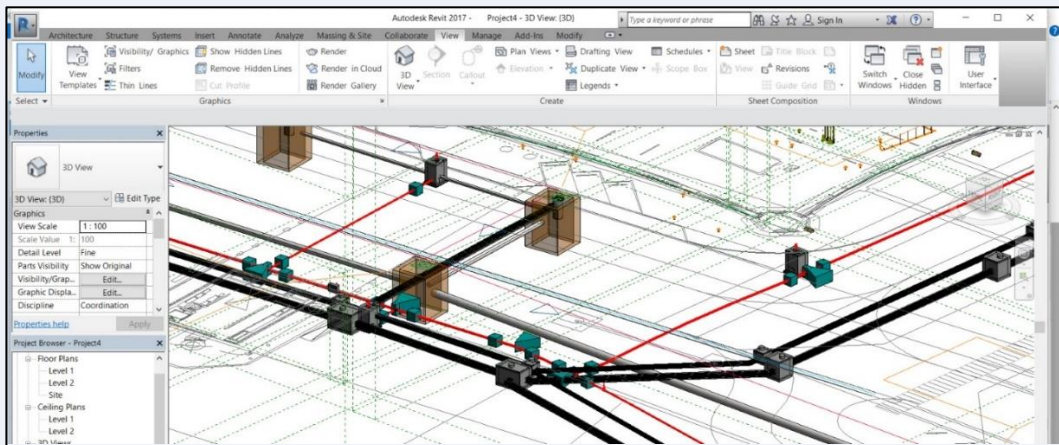 Autodesk Revit 2017 - Project4 - 3D View: {3D}
Type a keyword or phrase
Sign In
Architecture Structure Systems Insert Annotate Analyze Massing & Site Collaborate View Manage Add-Ins Modify
Modify
View Templates
Visibility/ Graphics
Filters
Thin Lines
Show Hidden Lines
Remove Hidden Lines
Cut Profile
Render
Render in Cloud
Render Gallery
3D View
Section
Callout
Plan Views
Elevation
Drafting View
Duplicate View
Legends
Schedules
Scope Box
Sheet
View
Title Block
Revisions
Guide Grid
Switch Windows
Close Hidden
User Interface
Select
Graphics
Create
Sheet Composition
Windows
Properties
3D View
3D View: {3D}
Edit Type
Graphics
View Scale 1 : 100
Scale Value 1: 100
Detail Level Fine
Parts Visibility Show Original
Visibility/Grap... Edit...
Graphic Displa... Edit...
Discipline Coordination
Properties help Apply
Project Browser - Project4
Floor Plans
Level 1
Level 2
Site
Ceiling Plans
Level 1
Level 2
3D Views